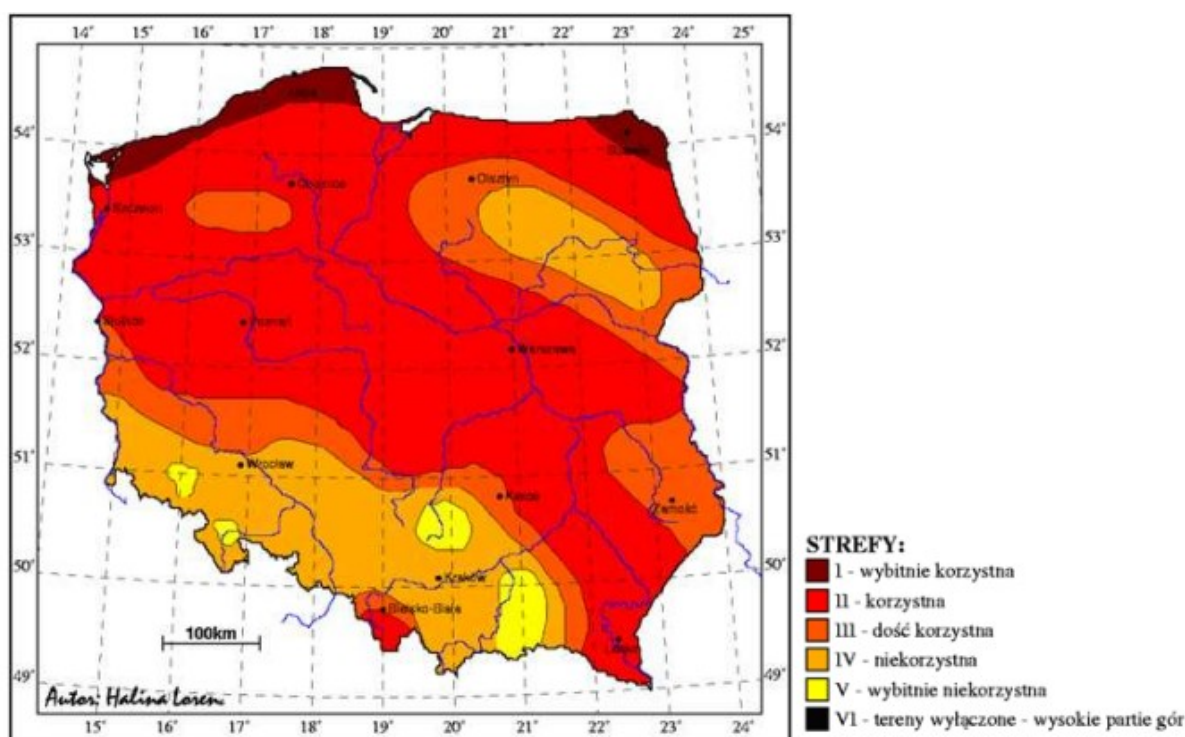 14° 15° 16° 17° 18° 19° 20° 21° 22° 23° 24° 25°
54° 54°
Chojnice
Olsztyn
Szczecin
53° 53°
Poznań
Warszawa
52° 52°
51° 51°
Wrocław
Kielce
Zamość
STREFY:
I - wybitnie korzystna
II - korzystna
III - dość korzystna
IV - niekorzystna
V - wybitnie niekorzystna
VI - tereny wyłączone - wysokie partie gór
50° 50°
Kraków
Bielsko-Biała
100km
49° 49°
Autor: Halina Lorenc
15° 16° 17° 18° 19° 20° 21° 22° 23° 24°